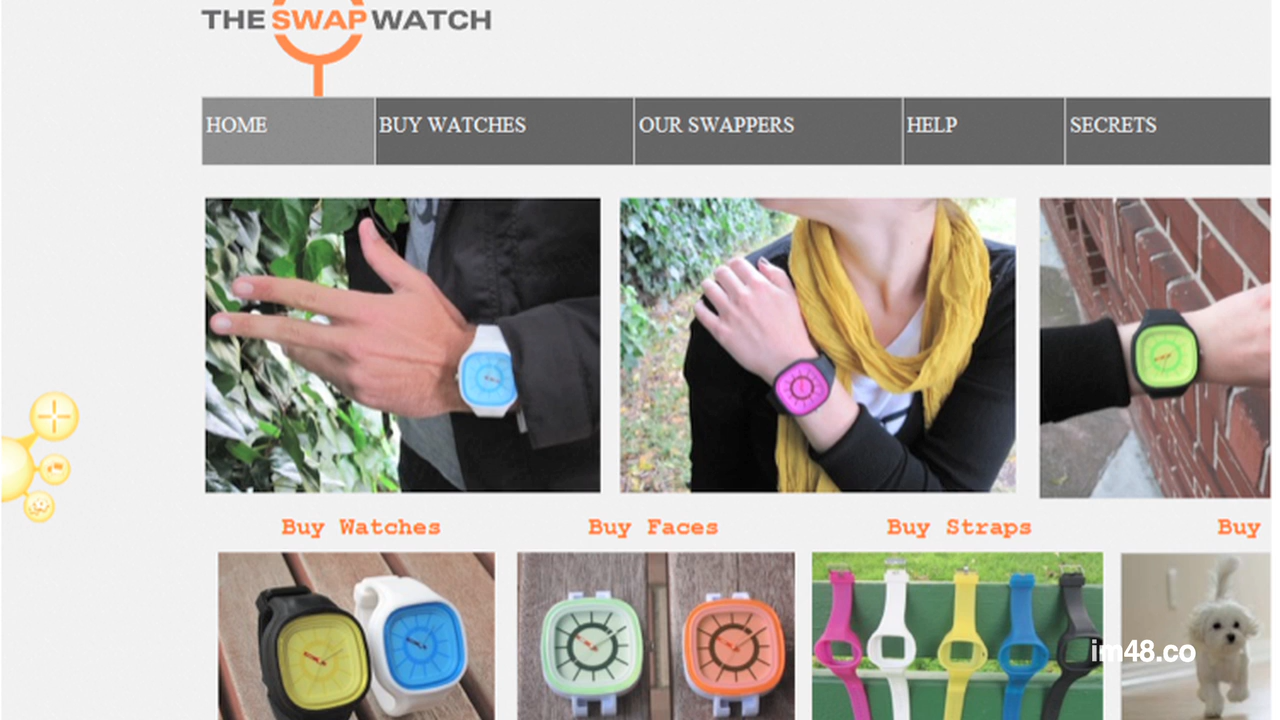 THE SWAP WATCH
HOME BUY WATCHES OUR SWAPPERS HELP SECRETS
Buy Watches Buy Faces Buy Straps Buy
im48.co